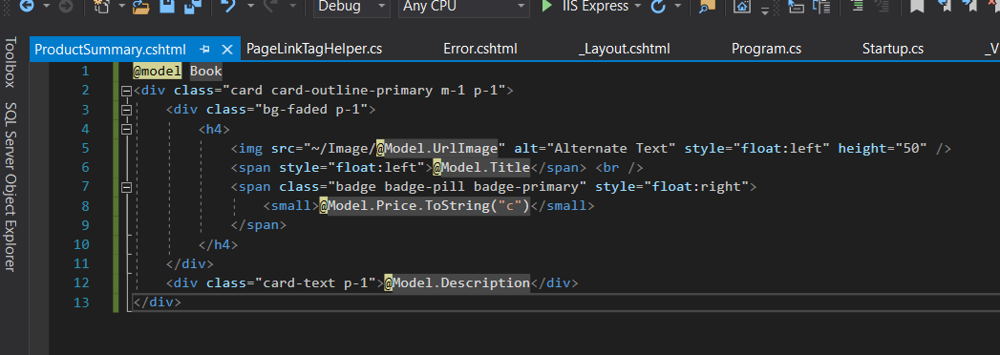 Debug Any CPU IIS Express
ProductSummary.cshtml PageLinkTagHelper.cs Error.cshtml _Layout.cshtml Program.cs Startup.cs _V
Toolbox
SQL Server Object Explorer
1 @model Book
2 <div class="card card-outline-primary m-1 p-1">
3 <div class="bg-faded p-1">
4 <h4>
5 <img src="~/Image/@Model.UrlImage" alt="Alternate Text" style="float:left" height="50" />
6 <span style="float:left">@Model.Title</span> <br />
7 <span class="badge badge-pill badge-primary" style="float:right">
8 <small>@Model.Price.ToString("c")</small>
9 </span>
10 </h4>
11 </div>
12 <div class="card-text p-1">@Model.Description</div>
13 </div>